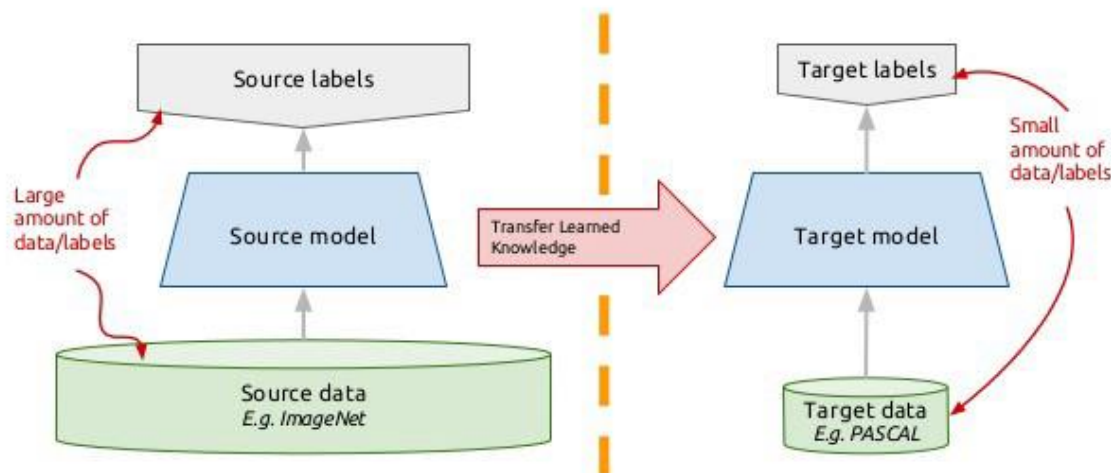 Source labels
Large
amount of
data/labels
Source model
Source data
E.g. ImageNet
Transfer Learned
Knowledge
Target labels
Small
amount of
data/labels
Target model
Target data
E.g. PASCAL